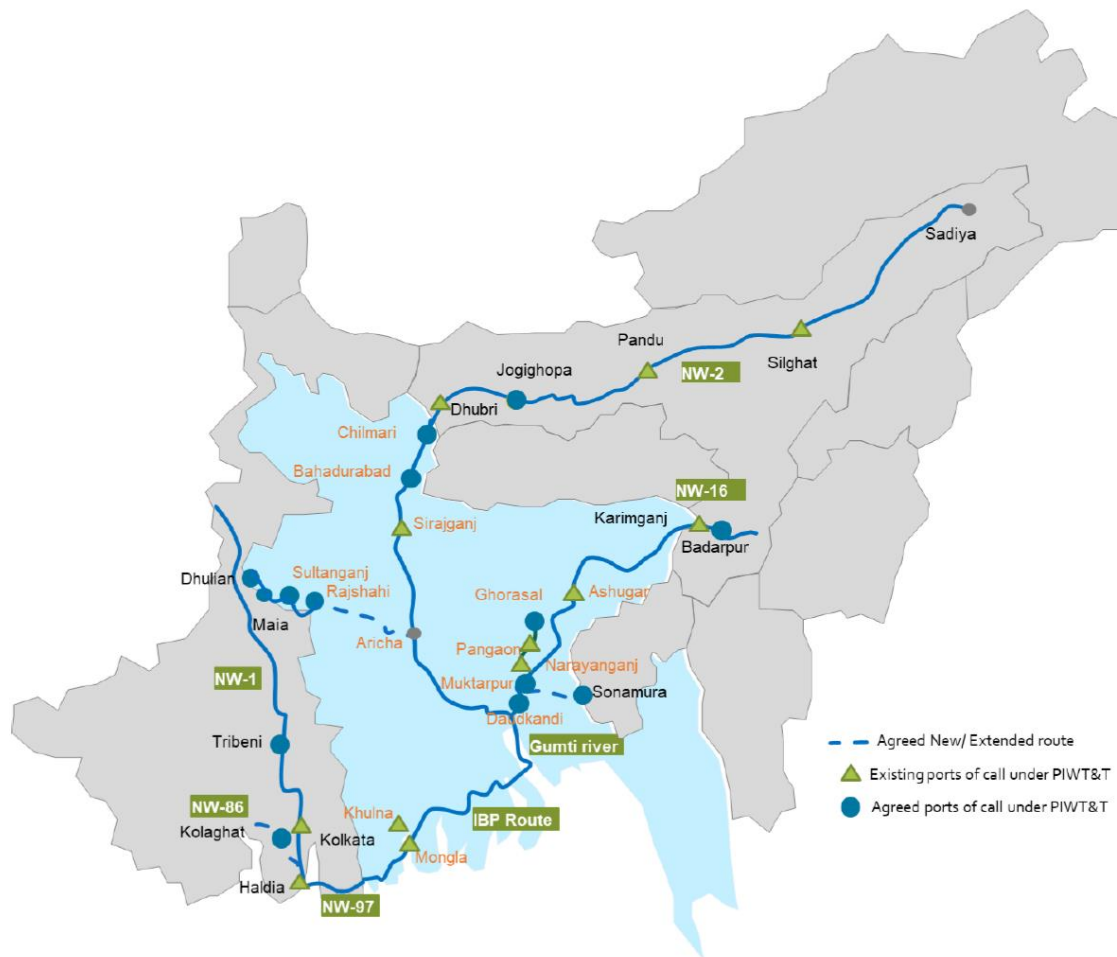 Sadiya
Pandu
Silghat
Jogighopa
NW-2
Dhubri
Chilmari
Bahadurabad
NW-16
Sirajganj
Karimganj
Badarpur
Dhulian
Sultanganj
Rajshahi
Ghorasal
Ashuganj
Maia
Aricha
Pangaon
Narayanganj
NW-1
Muktarpur
Sonamura
Daudkandi
Tribeni
Gumti river
Agreed New/ Extended route
Existing ports of call under PIWT&T
Agreed ports of call under PIWT&T
NW-86
Khulna
IBP Route
Kolaghat
Kolkata
Mongla
Haldia
NW-97